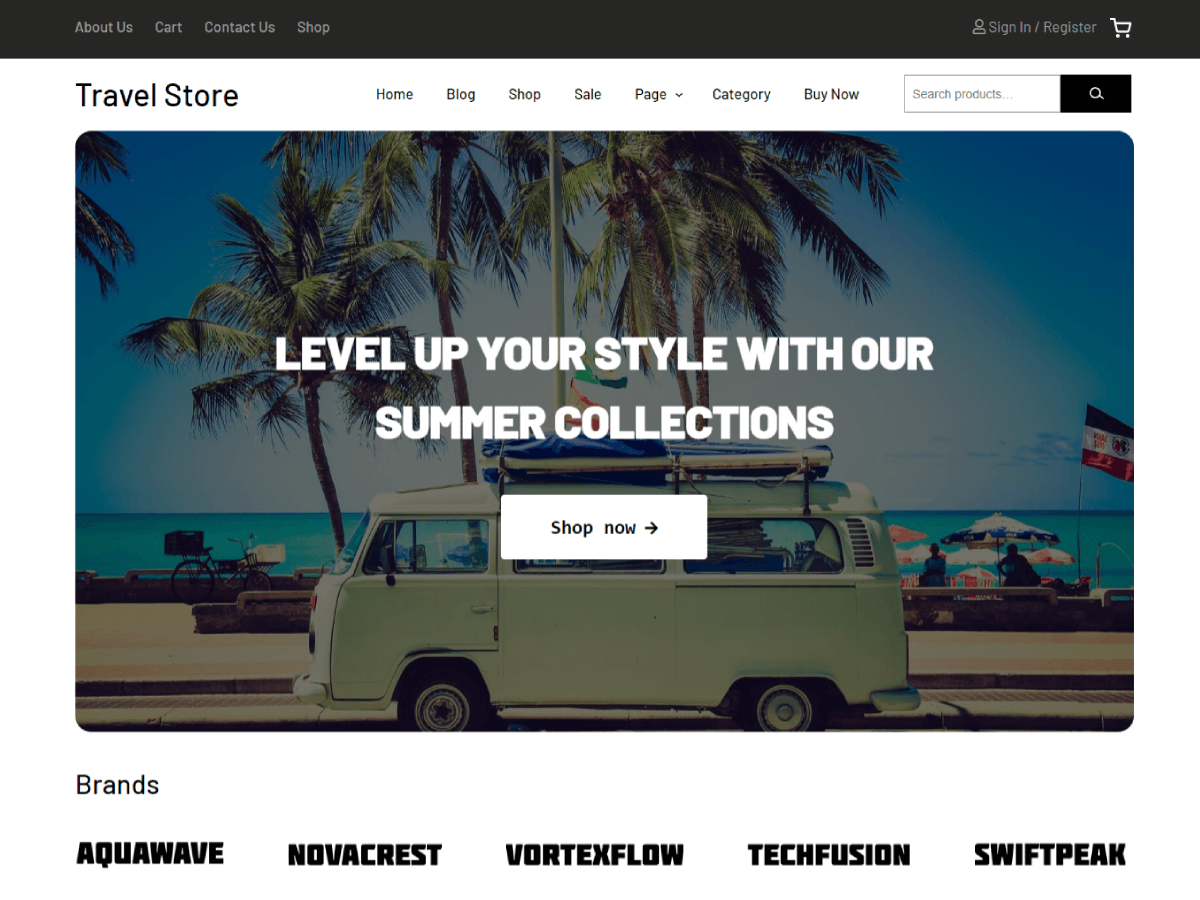 About Us Cart Contact Us Shop Sign In / Register
Travel Store Home Blog Shop Sale Page Category Buy Now Search products...
LEVEL UP YOUR STYLE WITH OUR
SUMMER COLLECTIONS
Shop now →
Brands
AQUAWAVE NOVACREST VORTEXFLOW TECHFUSION SWIFTPEAK